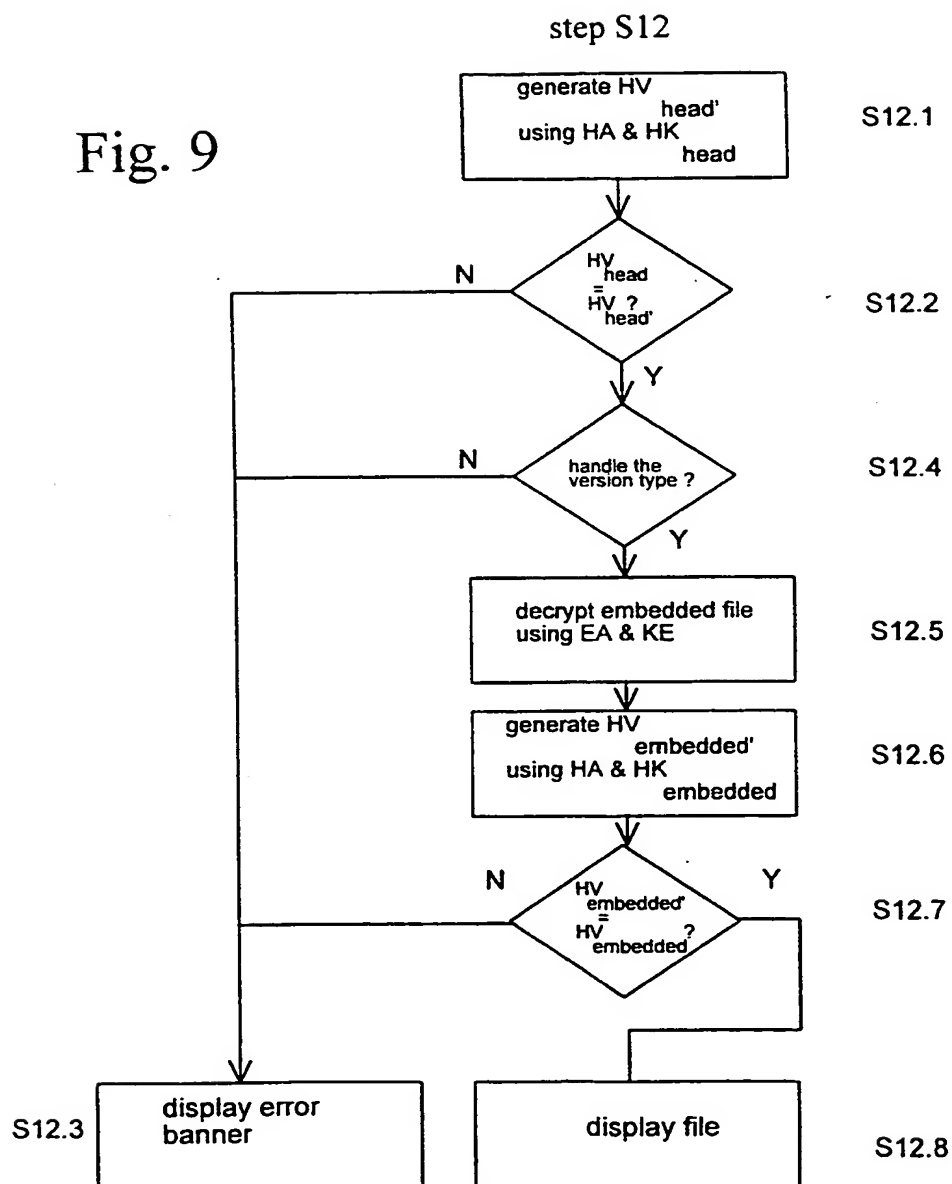 step S12
Fig. 9
generate HV
head'
using HA & HK
head
S12.1
N
HV
head
=
HV ?
head'
S12.2
Y
N
handle the
version type ?
S12.4
Y
decrypt embedded file
using EA & KE
S12.5
generate HV
embedded'
using HA & HK
embedded
S12.6
N
HV
embedded'
=
HV ?
embedded
Y
S12.7
S12.3
display error
banner
display file
S12.8